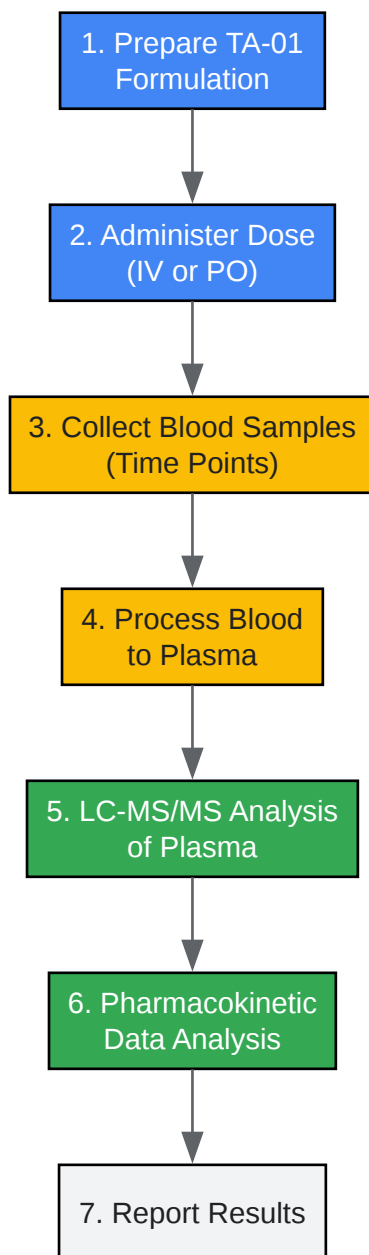 1. Prepare TA-01
Formulation
2. Administer Dose
(IV or PO)
3. Collect Blood Samples
(Time Points)
4. Process Blood
to Plasma
5. LC-MS/MS Analysis
of Plasma
6. Pharmacokinetic
Data Analysis
7. Report Results